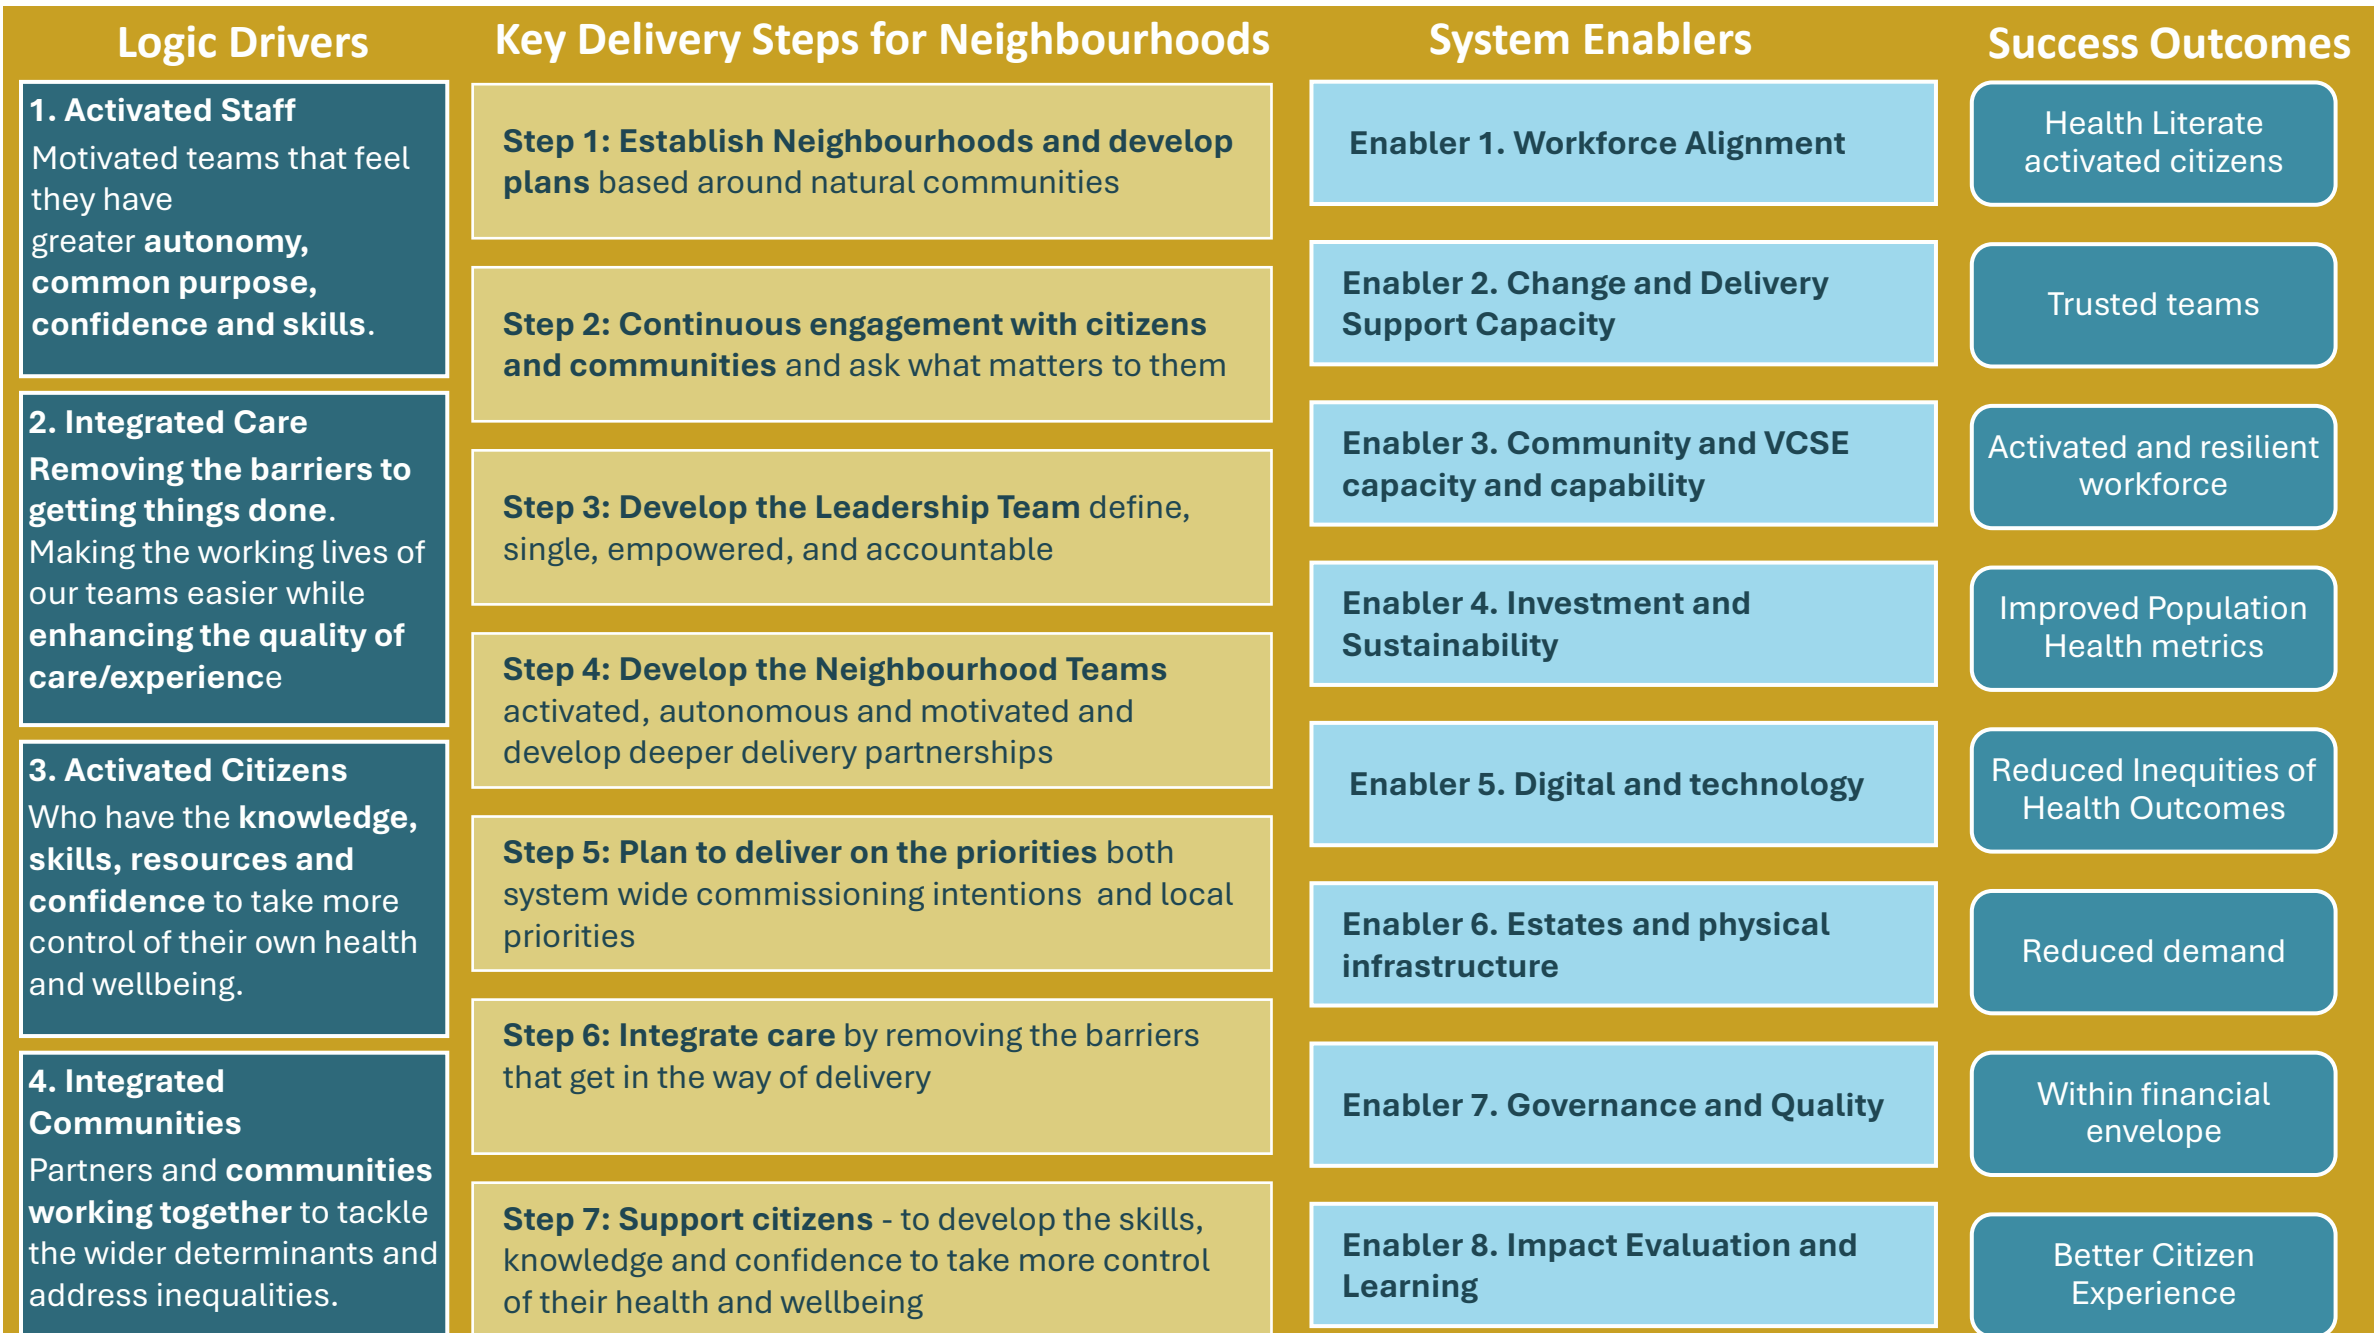 Logic Drivers
1. Activated Staff
Motivated teams that feel
they have
greater autonomy,
common purpose,
confidence and skills.
2. Integrated Care
Removing the barriers to
getting things done.
Making the working lives of
our teams easier while
enhancing the quality of
care/experience
3. Activated Citizens
Who have the knowledge,
skills, resources and
confidence to take more
control of their own health
and wellbeing.
4. Integrated
Communities
Partners and communities
working together to tackle
the wider determinants and
address inequalities.
Key Delivery Steps for Neighbourhoods
Step 1: Establish Neighbourhoods and develop
plans based around natural communities
Step 2: Continuous engagement with citizens
and communities and ask what matters to them
Step 3: Develop the Leadership Team define,
single, empowered, and accountable
Step 4: Develop the Neighbourhood Teams
activated, autonomous and motivated and
develop deeper delivery partnerships
Step 5: Plan to deliver on the priorities both
system wide commissioning intentions and local
priorities
Step 6: Integrate care by removing the barriers
that get in the way of delivery
Step 7: Support citizens - to develop the skills,
knowledge and confidence to take more control
of their health and wellbeing
System Enablers
Enabler 1. Workforce Alignment
Enabler 2. Change and Delivery
Support Capacity
Enabler 3. Community and VCSE
capacity and capability
Enabler 4. Investment and
Sustainability
Enabler 5. Digital and technology
Enabler 6. Estates and physical
infrastructure
Enabler 7. Governance and Quality
Enabler 8. Impact Evaluation and
Learning
Success Outcomes
Health Literate
activated citizens
Trusted teams
Activated and resilient
workforce
Improved Population
Health metrics
Reduced Inequities of
Health Outcomes
Reduced demand
Within financial
envelope
Better Citizen
Experience